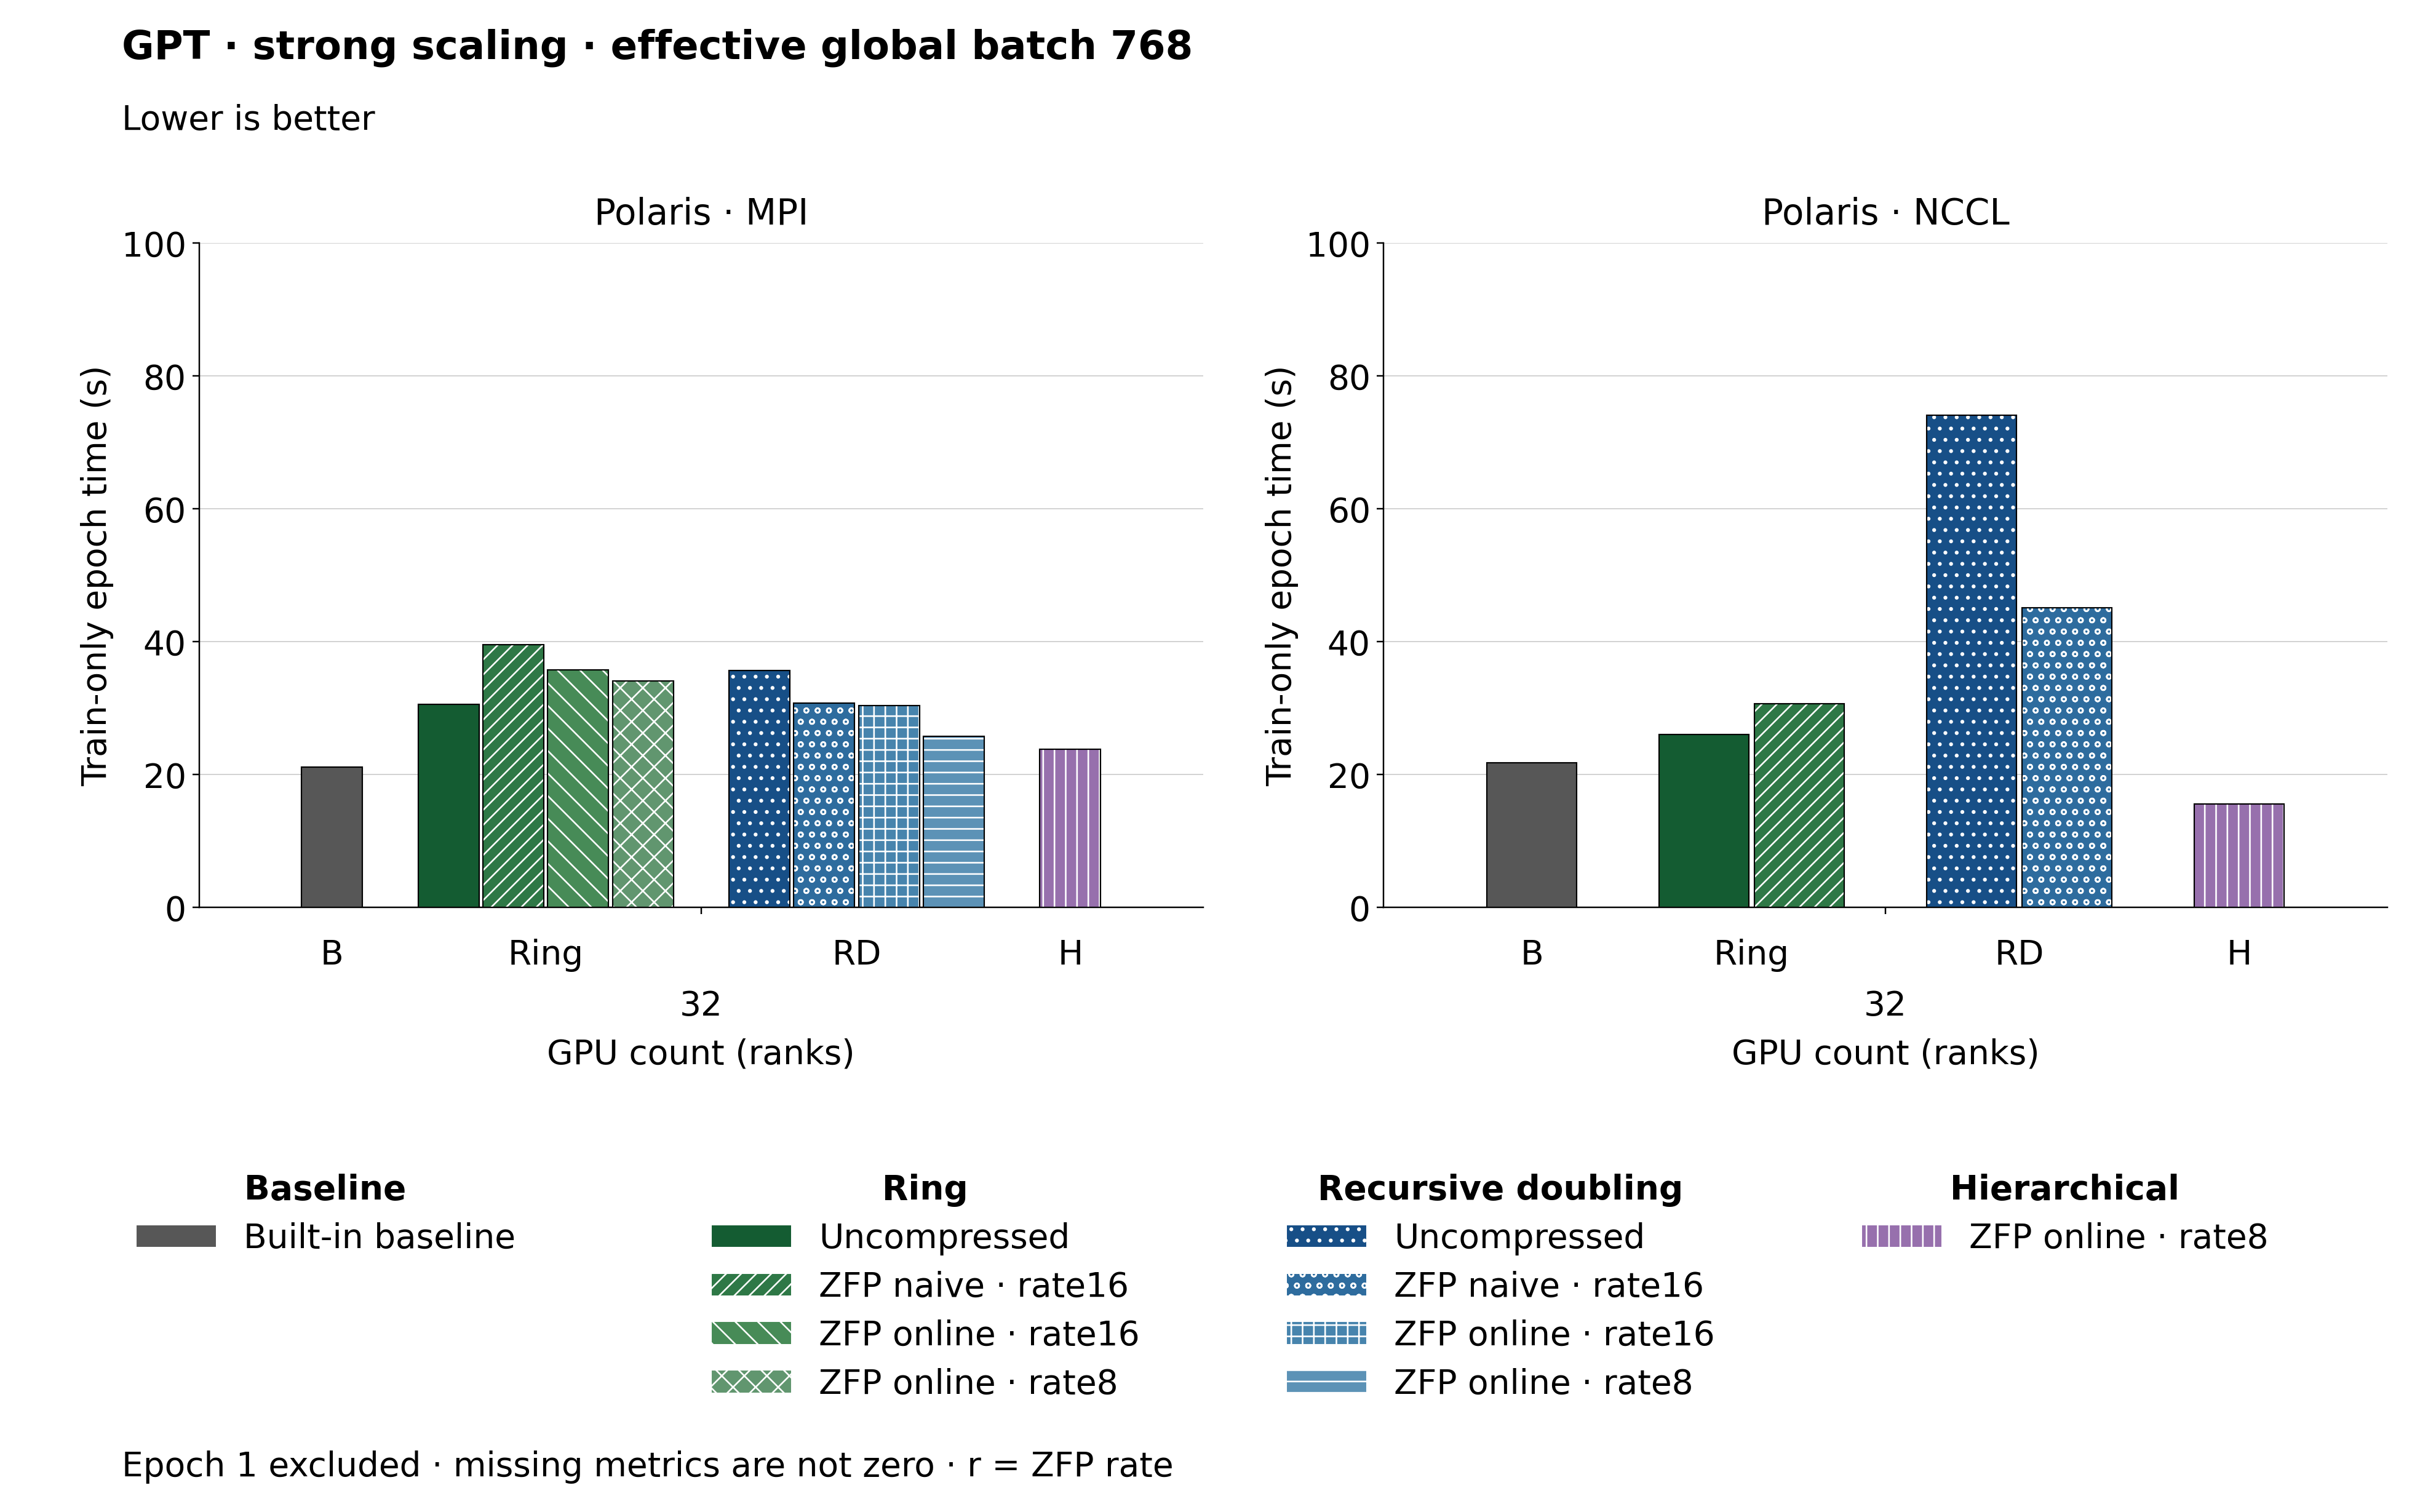 GPT · strong scaling · effective global batch 768
Lower is better
Polaris · MPI
Train-only epoch time (s)
100
80
60
40
20
0
B Ring RD H
32
GPU count (ranks)
Polaris · NCCL
Train-only epoch time (s)
100
80
60
40
20
0
B Ring RD H
32
GPU count (ranks)
Baseline
Built-in baseline
Ring
Uncompressed
ZFP naive · rate16
ZFP online · rate16
ZFP online · rate8
Recursive doubling
Uncompressed
ZFP naive · rate16
ZFP online · rate16
ZFP online · rate8
Hierarchical
ZFP online · rate8
Epoch 1 excluded · missing metrics are not zero · r = ZFP rate